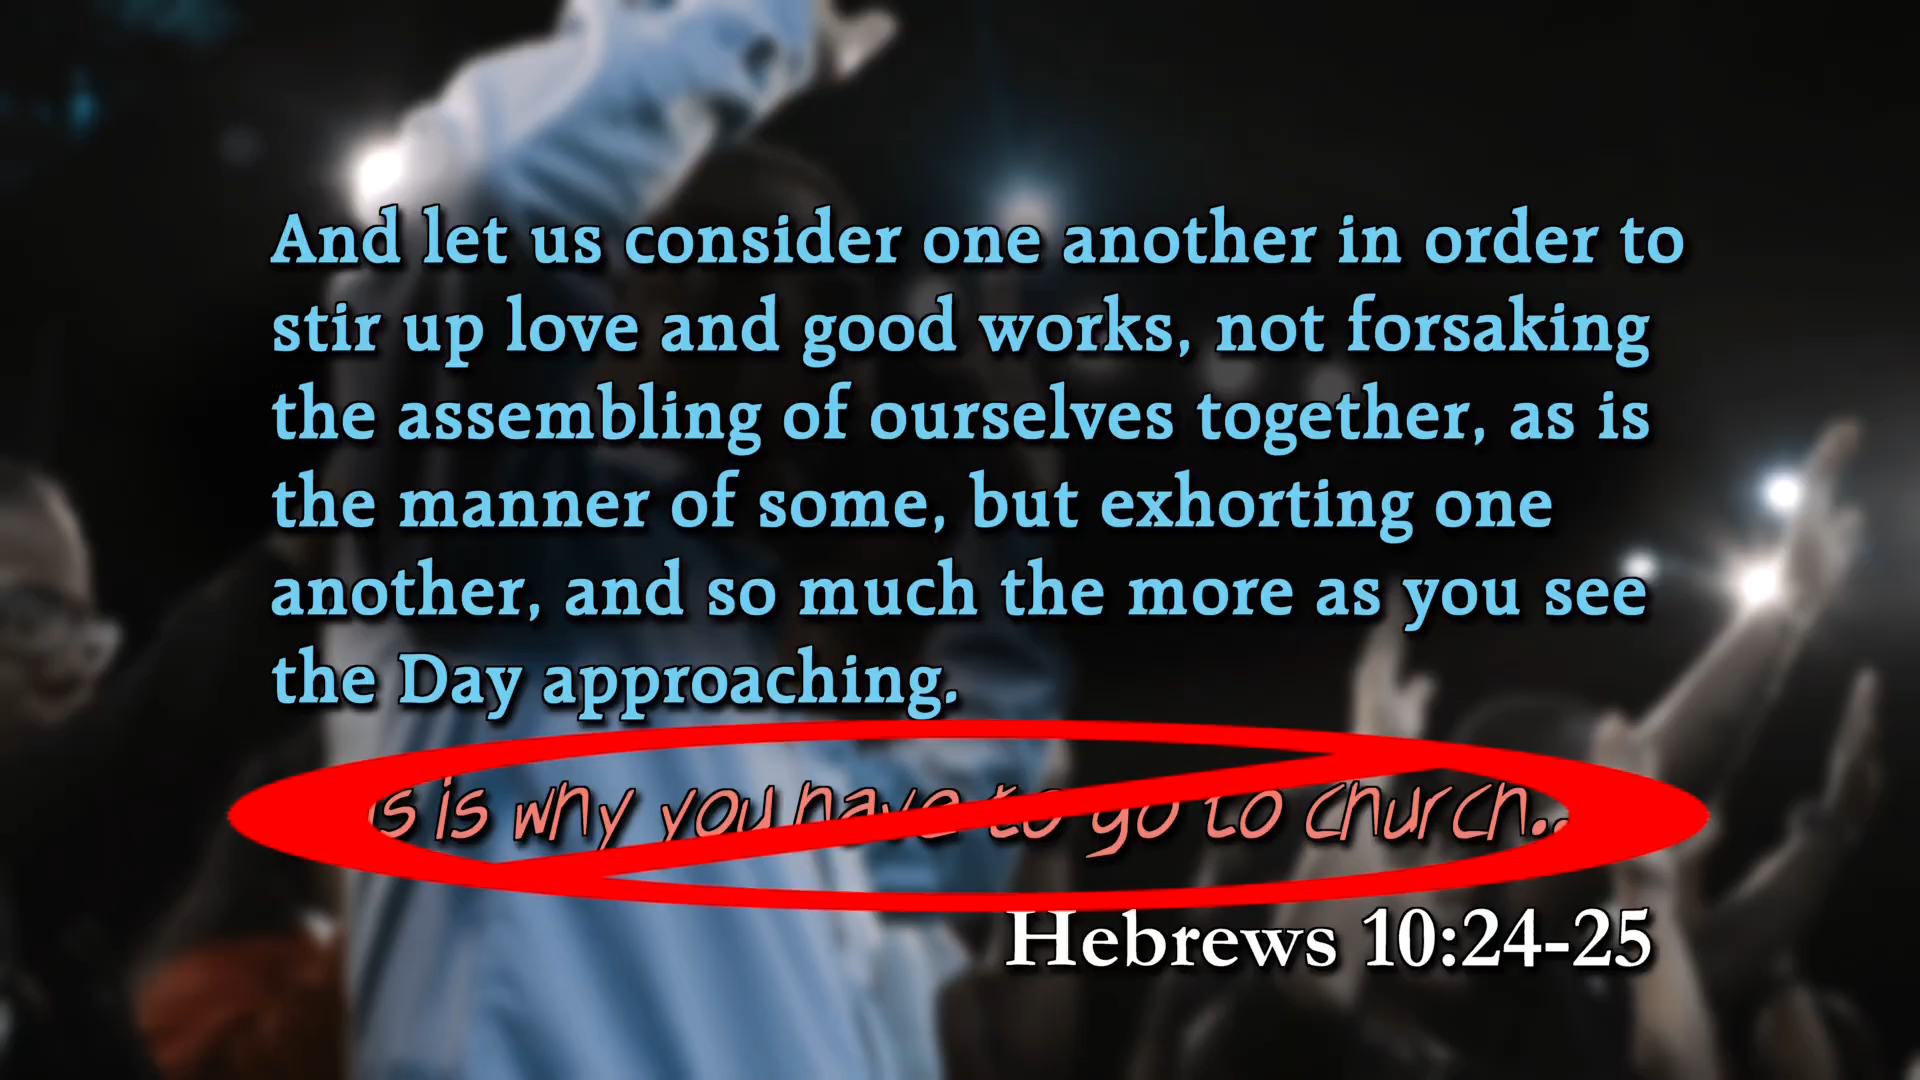 And let us consider one another in order to
stir up love and good works, not forsaking
the assembling of ourselves together, as is
the manner of some, but exhorting one
another, and so much the more as you see
the Day approaching.
is why you have to go to church..
Hebrews 10:24-25